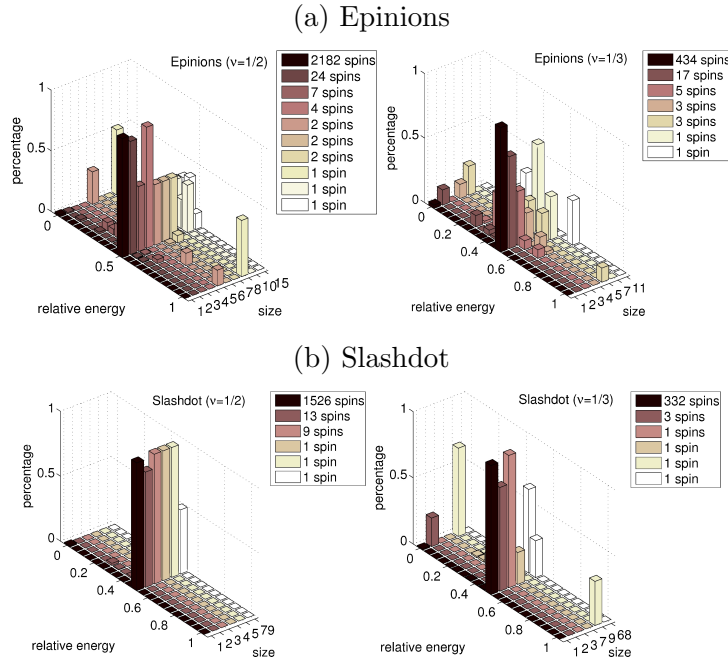 (a) Epinions
Epinions (ν=1/2)
2182 spins
24 spins
7 spins
4 spins
2 spins
2 spins
2 spins
1 spin
1 spin
1 spin
percentage
1
0.5
0
0
0.5
1
relative energy
1 2 3 4 5 6 7 8 10 15
size
Epinions (ν=1/3)
434 spins
17 spins
5 spins
3 spins
3 spins
1 spins
1 spin
percentage
1
0.5
0
0
0.2
0.4
0.6
0.8
1
relative energy
1 2 3 4 5 7 11
size
(b) Slashdot
Slashdot (ν=1/2)
1526 spins
13 spins
9 spins
1 spin
1 spin
1 spin
percentage
1
0.5
0
0
0.2
0.4
0.6
0.8
1
relative energy
1 2 3 4 5 79
size
Slashdot (ν=1/3)
332 spins
3 spins
1 spins
1 spin
1 spin
1 spin
percentage
1
0.5
0
0
0.2
0.4
0.6
0.8
1
relative energy
1 2 3 7 9 68
size